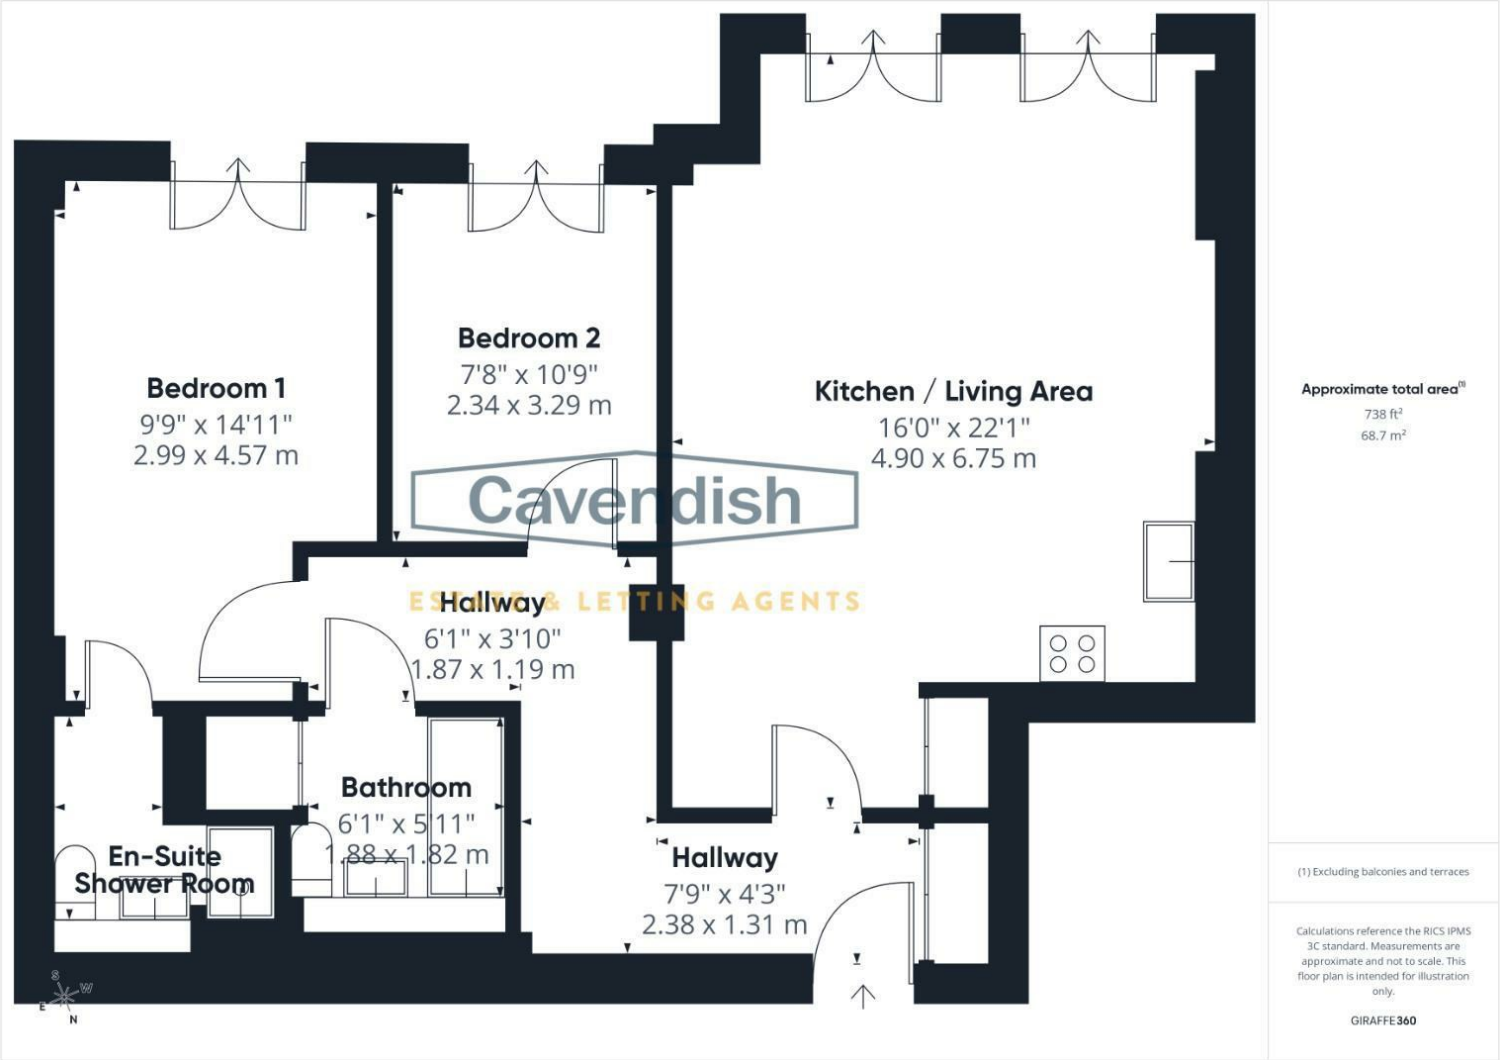 Bedroom 1
9'9" x 14'11"
2.99 x 4.57 m
Bedroom 2
7'8" x 10'9"
2.34 x 3.29 m
Kitchen / Living Area
16'0" x 22'1"
4.90 x 6.75 m
Cavendish
ESTATE & LETTING AGENTS
Hallway
6'1" x 3'10"
1.87 x 1.19 m
Bathroom
6'1" x 5'11"
1.88 x 1.82 m
En-Suite
Shower Room
Hallway
7'9" x 4'3"
2.38 x 1.31 m
S
W
E
N
Approximate total area(1)
738 ft²
68.7 m²
(1) Excluding balconies and terraces
Calculations reference the RICS IPMS
3C standard. Measurements are
approximate and not to scale. This
floor plan is intended for illustration
only.
GIRAFFE360